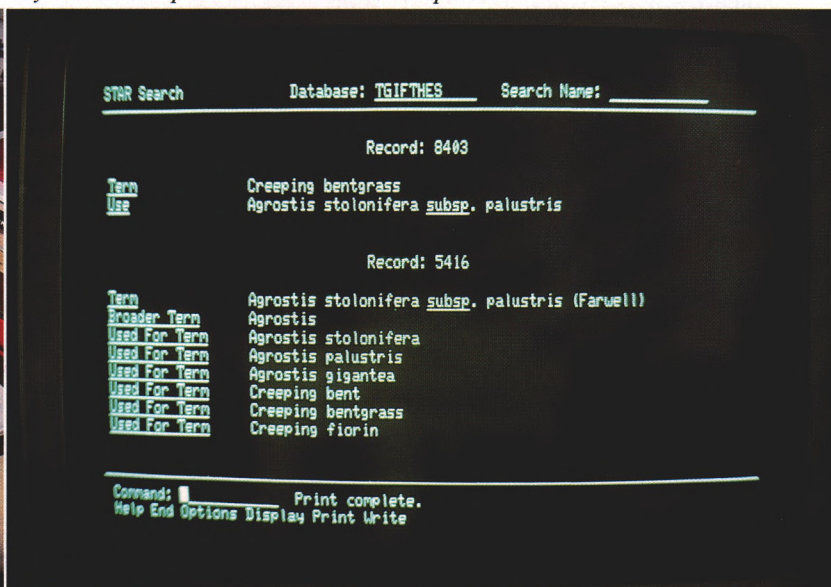 STAR Search Database: TGIFTHES Search Name:
Record: 8403
Term Creeping bentgrass
Use Agrostis stolonifera subsp. palustris
Record: 5416
Term Agrostis stolonifera subsp. palustris (Farwell)
Broader Term Agrostis
Used For Term Agrostis stolonifera
Used For Term Agrostis palustris
Used For Term Agrostis gigantea
Used For Term Creeping bent
Used For Term Creeping bentgrass
Used For Term Creeping fiorin
Command: Print complete.
Help End Options Display Print Write